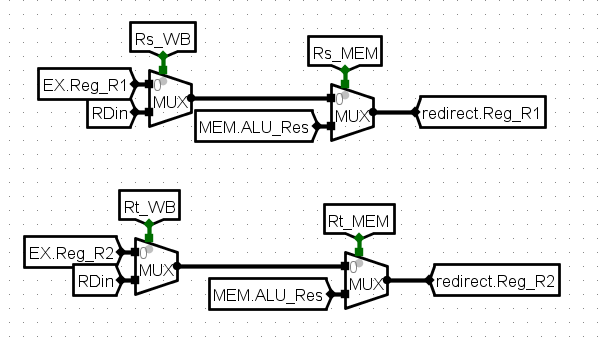 Rs_WB
Rs_MEM
EX.Reg_R1
0
MUX
RDin
0
MUX
redirect.Reg_R1
MEM.ALU_Res
Rt_WB
Rt_MEM
EX.Reg_R2
0
MUX
RDin
0
MUX
redirect.Reg_R2
MEM.ALU_Res